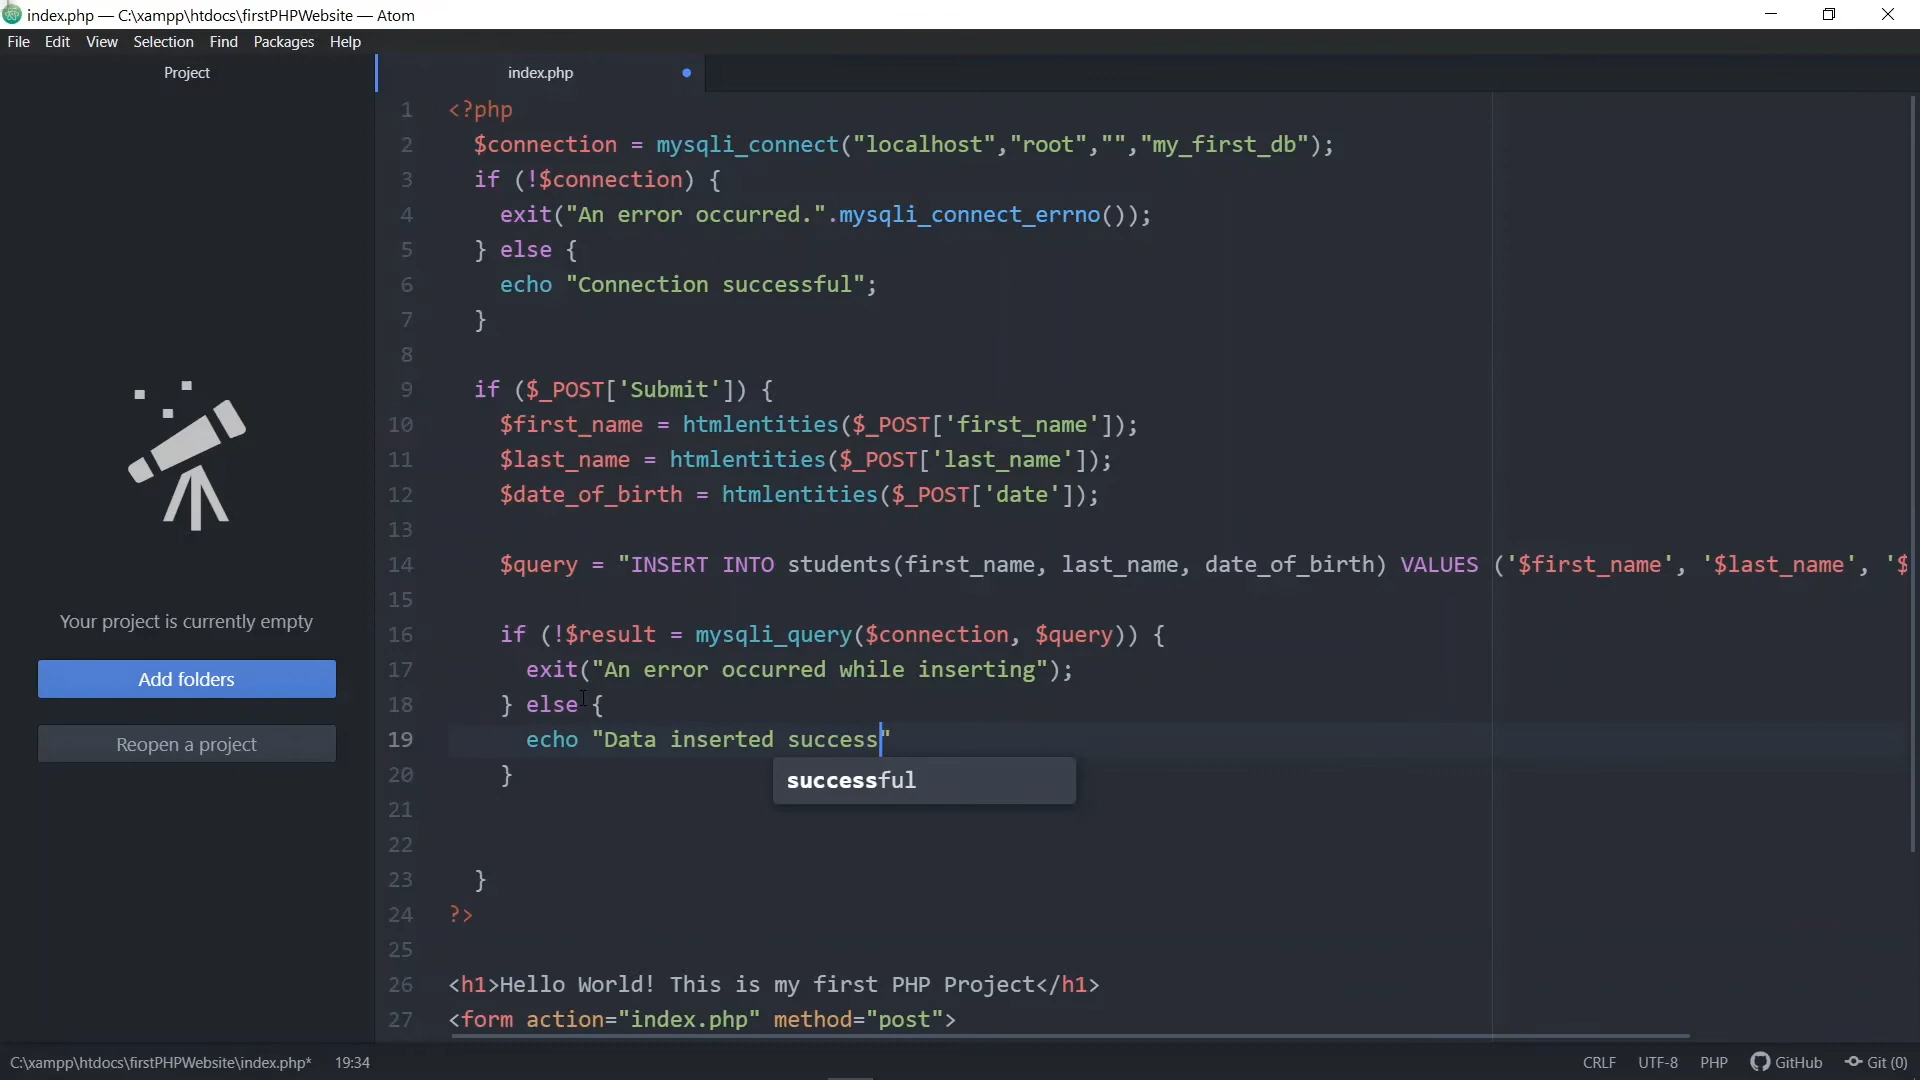 index.php — C:\xampp\htdocs\firstPHPWebsite — Atom
File Edit View Selection Find Packages Help
Project
index.php
1 <?php
2 $connection = mysqli_connect("localhost","root","","my_first_db");
3 if (!$connection) {
4 exit("An error occurred.".mysqli_connect_errno());
5 } else {
6 echo "Connection successful";
7 }
8
9 if ($_POST['Submit']) {
10 $first_name = htmlentities($_POST['first_name']);
11 $last_name = htmlentities($_POST['last_name']);
12 $date_of_birth = htmlentities($_POST['date']);
13
14 $query = "INSERT INTO students(first_name, last_name, date_of_birth) VALUES ('$first_name', '$last_name', '$
15
16 if (!$result = mysqli_query($connection, $query)) {
17 exit("An error occurred while inserting");
18 } else {
19 echo "Data inserted success"
successful
20 }
21
22
23 }
24 ?>
25
26 <h1>Hello World! This is my first PHP Project</h1>
27 <form action="index.php" method="post">
Your project is currently empty
Add folders
Reopen a project
C:\xampp\htdocs\firstPHPWebsite\index.php* 19:34 CRLF UTF-8 PHP GitHub Git (0)